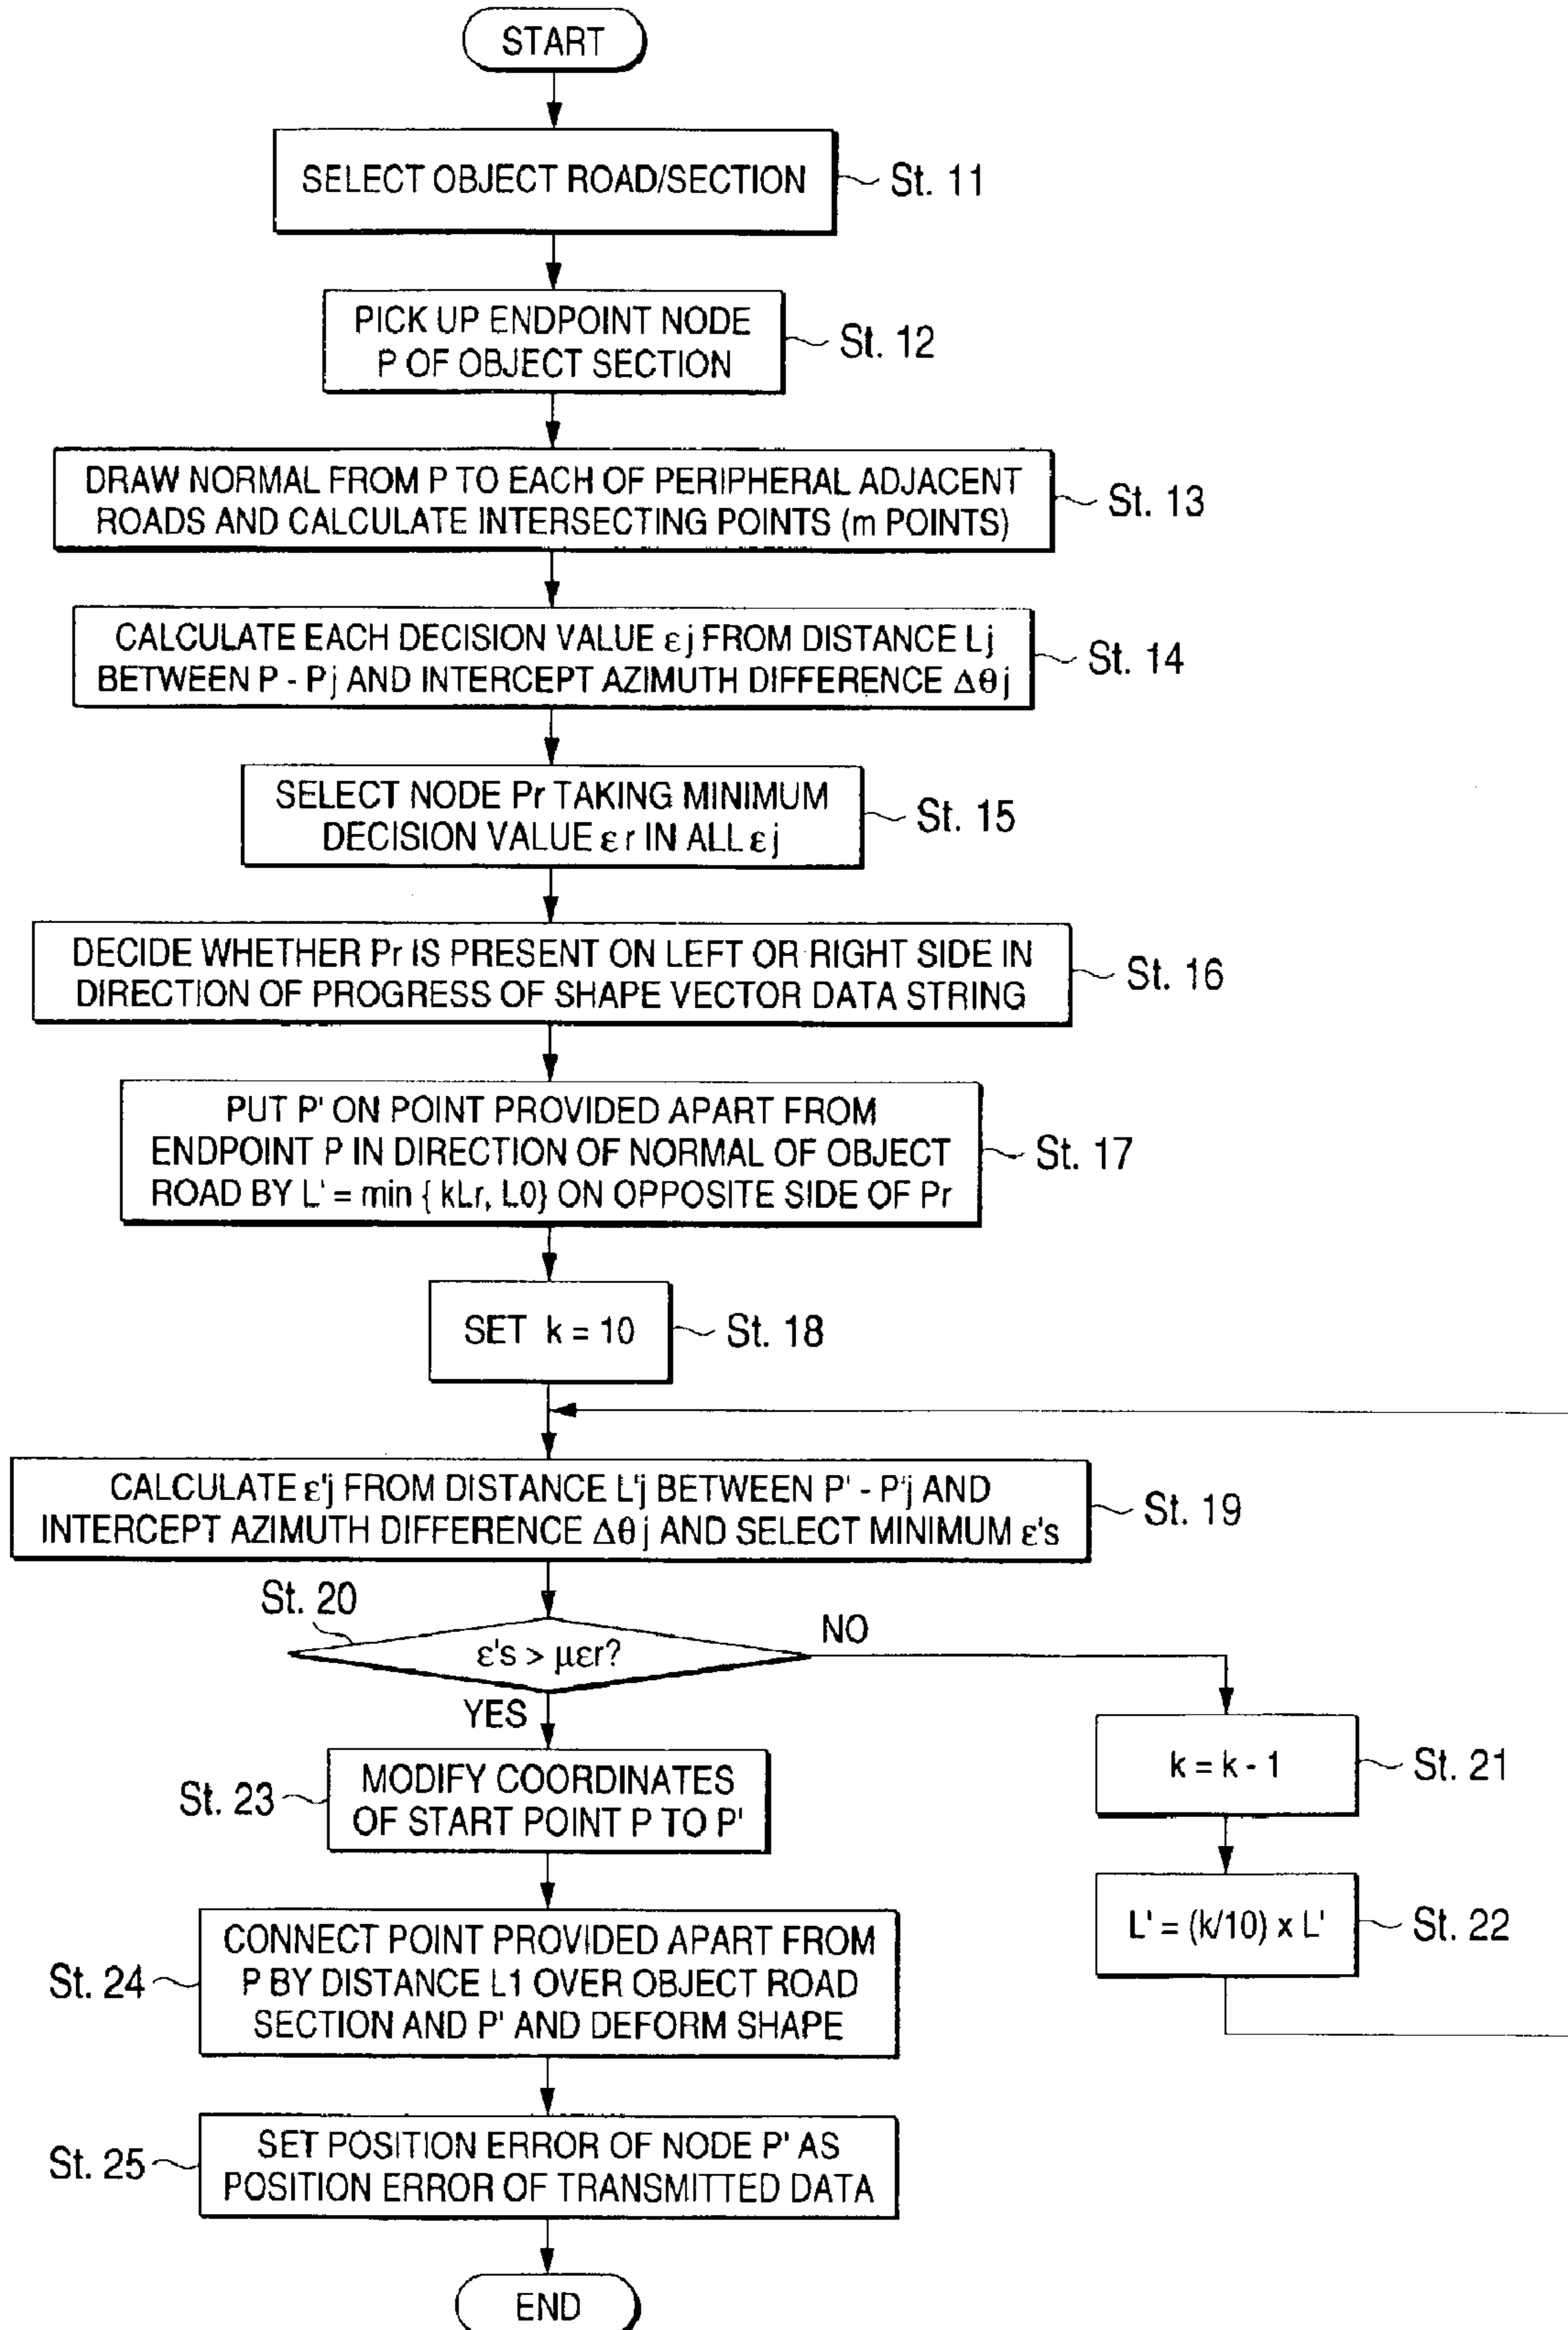 START
SELECT OBJECT ROAD/SECTION
St. 11
PICK UP ENDPOINT NODE
P OF OBJECT SECTION
St. 12
DRAW NORMAL FROM P TO EACH OF PERIPHERAL ADJACENT
ROADS AND CALCULATE INTERSECTING POINTS (m POINTS)
St. 13
CALCULATE EACH DECISION VALUE εj FROM DISTANCE Lj
BETWEEN P - Pj AND INTERCEPT AZIMUTH DIFFERENCE Δθj
St. 14
SELECT NODE Pr TAKING MINIMUM
DECISION VALUE εr IN ALL εj
St. 15
DECIDE WHETHER Pr IS PRESENT ON LEFT OR RIGHT SIDE IN
DIRECTION OF PROGRESS OF SHAPE VECTOR DATA STRING
St. 16
PUT P' ON POINT PROVIDED APART FROM
ENDPOINT P IN DIRECTION OF NORMAL OF OBJECT
ROAD BY L' = min { kLr, L0} ON OPPOSITE SIDE OF Pr
St. 17
SET k = 10
St. 18
CALCULATE ε'j FROM DISTANCE L'j BETWEEN P' - P'j AND
INTERCEPT AZIMUTH DIFFERENCE Δθj AND SELECT MINIMUM ε's
St. 19
St. 20
ε's > μεr?
NO
YES
k = k - 1
St. 21
L' = (k/10) x L'
St. 22
MODIFY COORDINATES
OF START POINT P TO P'
St. 23
CONNECT POINT PROVIDED APART FROM
P BY DISTANCE L1 OVER OBJECT ROAD
SECTION AND P' AND DEFORM SHAPE
St. 24
SET POSITION ERROR OF NODE P' AS
POSITION ERROR OF TRANSMITTED DATA
St. 25
END